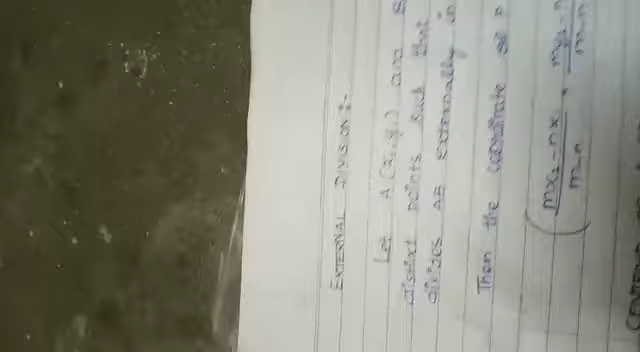 EXTERNAL DIVISION :-
Let A (x₁, y₁) and B
distinct points such that
divides AB externally in
Then the coordinate of P
( mx₂ - nx / m - n , my₂ - n / m - n